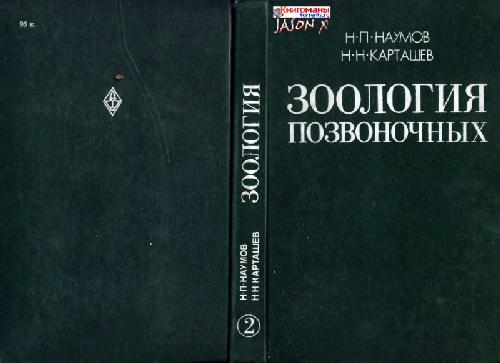 95 к.
ЗООЛОГИЯ
Н·П·НАУМОВ
Н·Н·КАРТАШЕВ
2
Книгоманы
JASON X
Н·П·НАУМОВ
Н·Н·КАРТАШЕВ
ЗООЛОГИЯ
ПОЗВОНОЧНЫХ